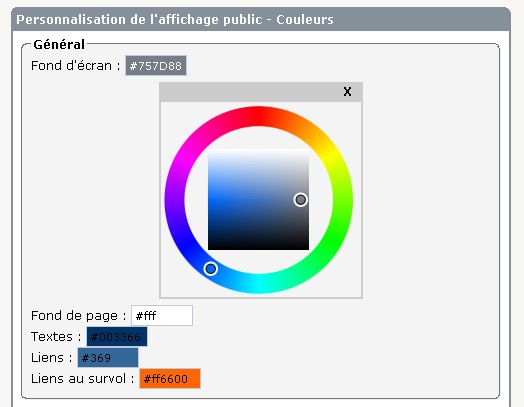 Personnalisation de l'affichage public - Couleurs
Général
Fond d'écran : #757D88
X
Fond de page : #fff
Textes : #003366
Liens : #369
Liens au survol : #ff6600